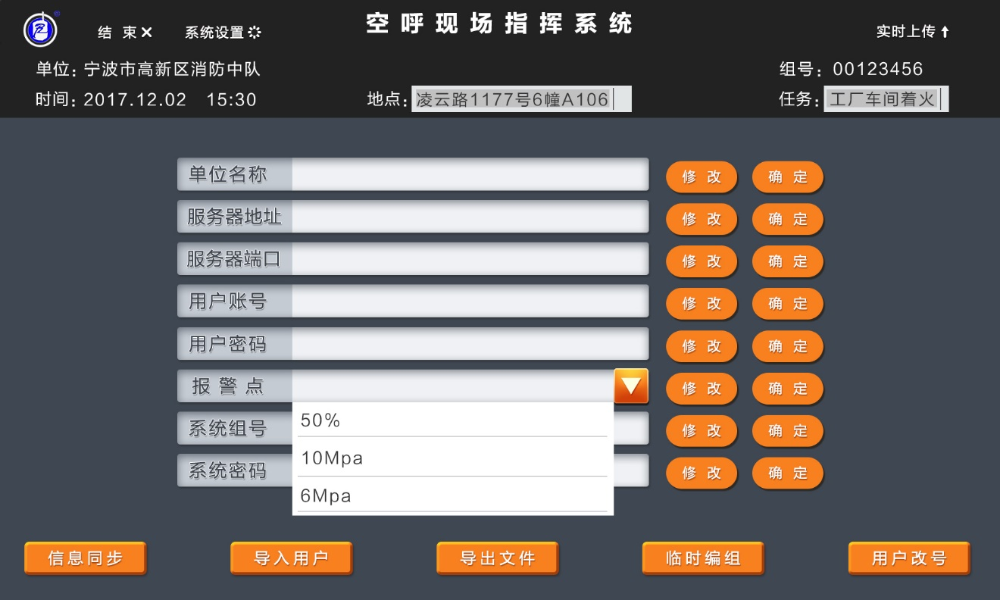 空呼现场指挥系统
结 束 系统设置 实时上传
单位：宁波市高新区消防中队 组号：00123456
时间：2017.12.02 15:30 地点：凌云路1177号6幢A106 任务：工厂车间着火
单位名称 修 改 确 定
服务器地址 修 改 确 定
服务器端口 修 改 确 定
用户账号 修 改 确 定
用户密码 修 改 确 定
报 警 点 修 改 确 定
50%
系统组号 修 改 确 定
10Mpa
系统密码 修 改 确 定
6Mpa
信息同步 导入用户 导出文件 临时编组 用户改号